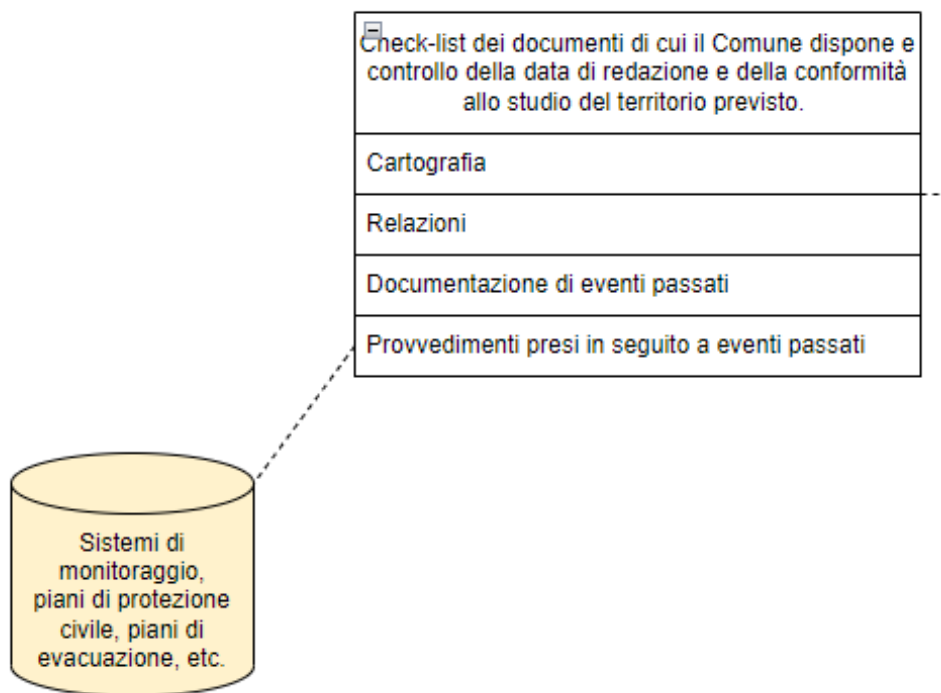 Check-list dei documenti di cui il Comune dispone e
controllo della data di redazione e della conformità
allo studio del territorio previsto.
Cartografia
Relazioni
Documentazione di eventi passati
Provvedimenti presi in seguito a eventi passati
Sistemi di
monitoraggio,
piani di protezione
civile, piani di
evacuazione, etc.